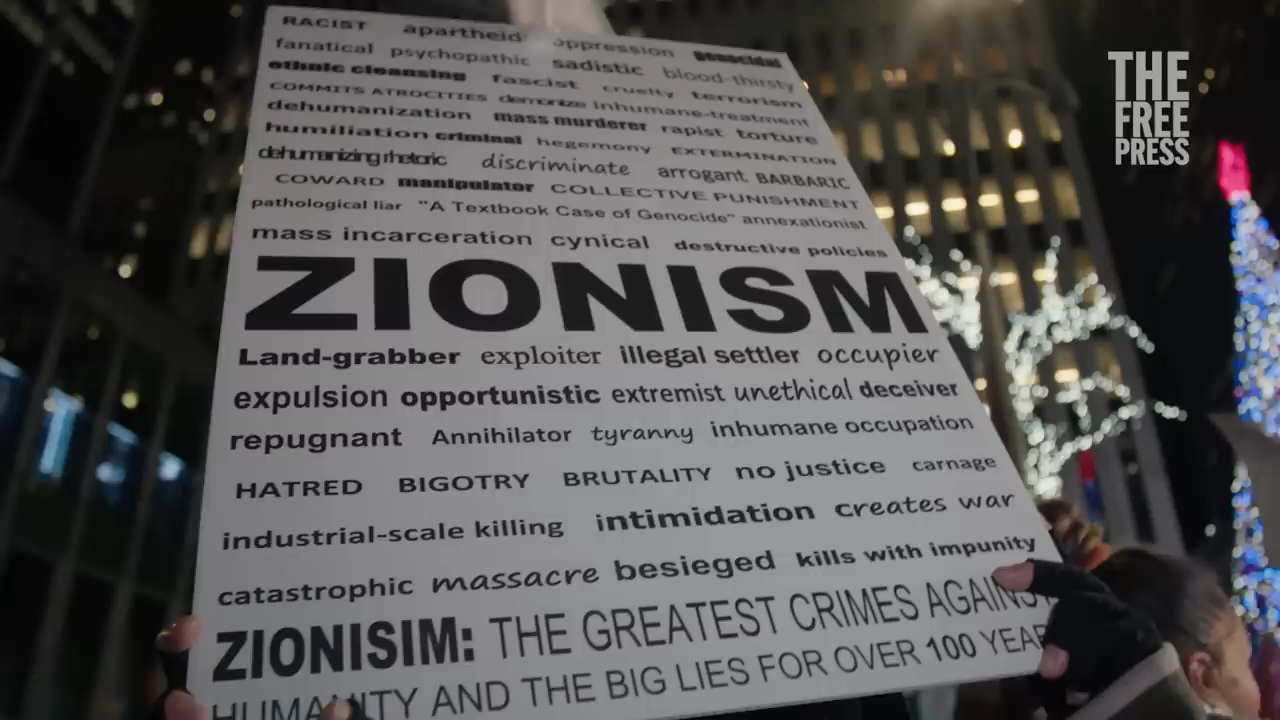 RACIST apartheid oppression genocidal
fanatical psychopathic sadistic blood-thirsty
ethnic cleansing fascist cruelty terrorism
COMMITS ATROCITIES demonize inhumane-treatment
dehumanization mass murderer rapist torture
humiliation criminal hegemony EXTERMINATION
dehumanizing rhetoric discriminate arrogant BARBARIC
COWARD manipulator COLLECTIVE PUNISHMENT
pathological liar "A Textbook Case of Genocide" annexationist
mass incarceration cynical destructive policies
ZIONISM
Land-grabber exploiter illegal settler occupier
expulsion opportunistic extremist unethical deceiver
repugnant Annihilator tyranny inhumane occupation
HATRED BIGOTRY BRUTALITY no justice carnage
industrial-scale killing intimidation creates war
catastrophic massacre besieged kills with impunity
ZIONISIM: THE GREATEST CRIMES AGAINST
HUMANITY AND THE BIG LIES FOR OVER 100 YEAR
THE
FREE
PRESS